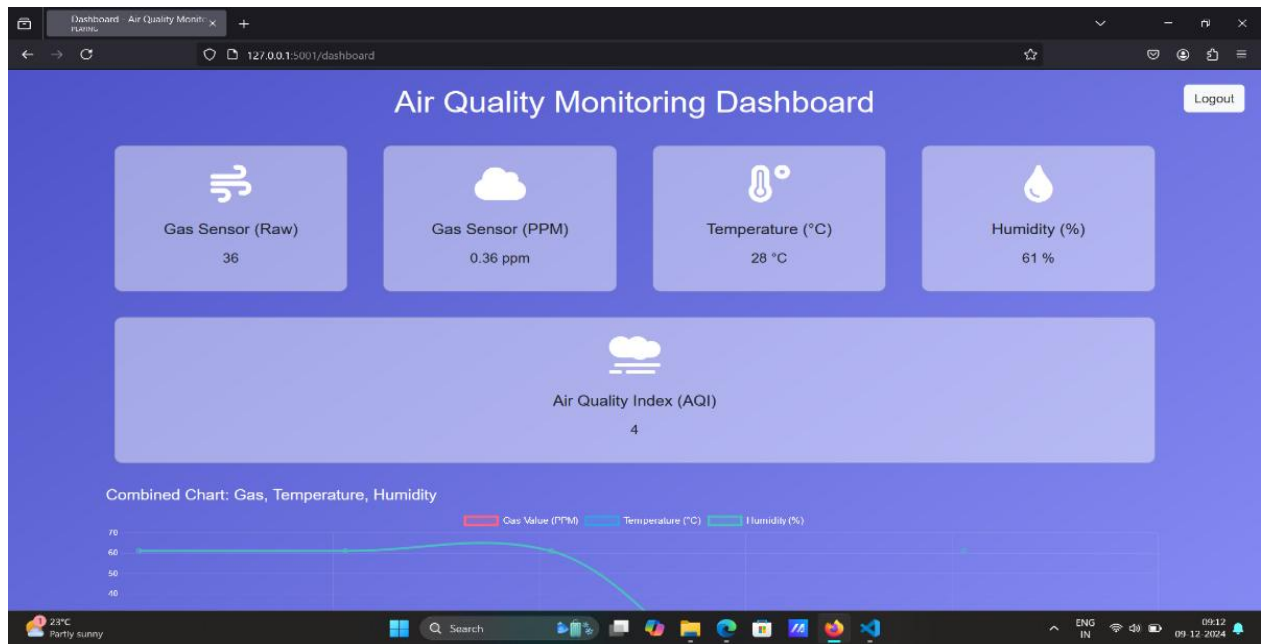 Dashboard - Air Quality Monito
PLAYING
127.0.0.1:5001/dashboard
Air Quality Monitoring Dashboard
Logout
Gas Sensor (Raw)
36
Gas Sensor (PPM)
0.36 ppm
Temperature (°C)
28 °C
Humidity (%)
61 %
Air Quality Index (AQI)
4
Combined Chart: Gas, Temperature, Humidity
Gas Value (PPM)
Temperature (°C)
Humidity (%)
70
60
50
40
1
23°C
Partly sunny
Search
ENG
IN
09:12
09-12-2024